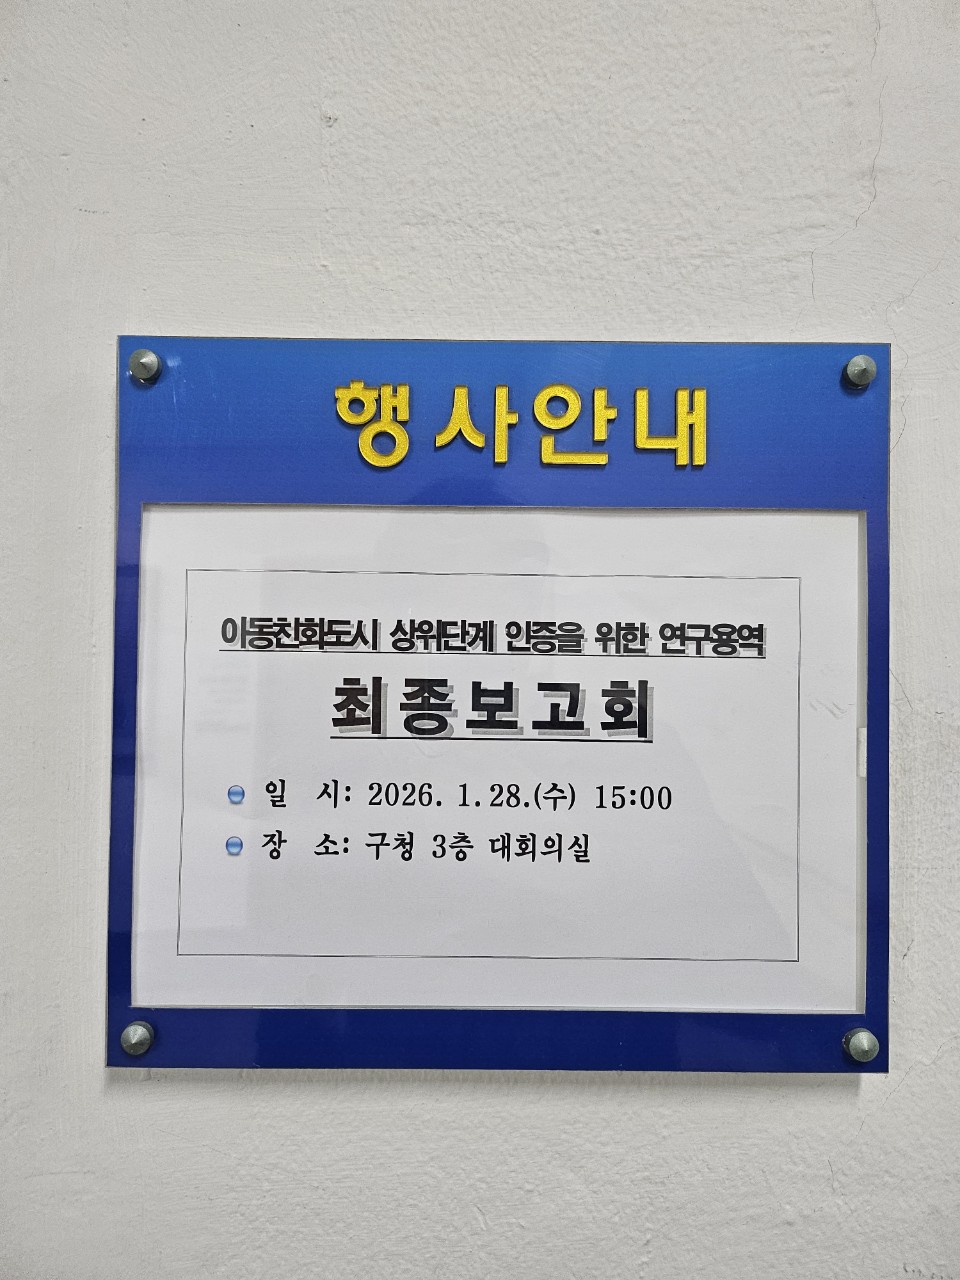 행사안내
아동친화도시 상위단계 인증을 위한 연구용역
최종보고회
일 시: 2026. 1. 28.(수) 15:00
장 소: 구청 3층 대회의실